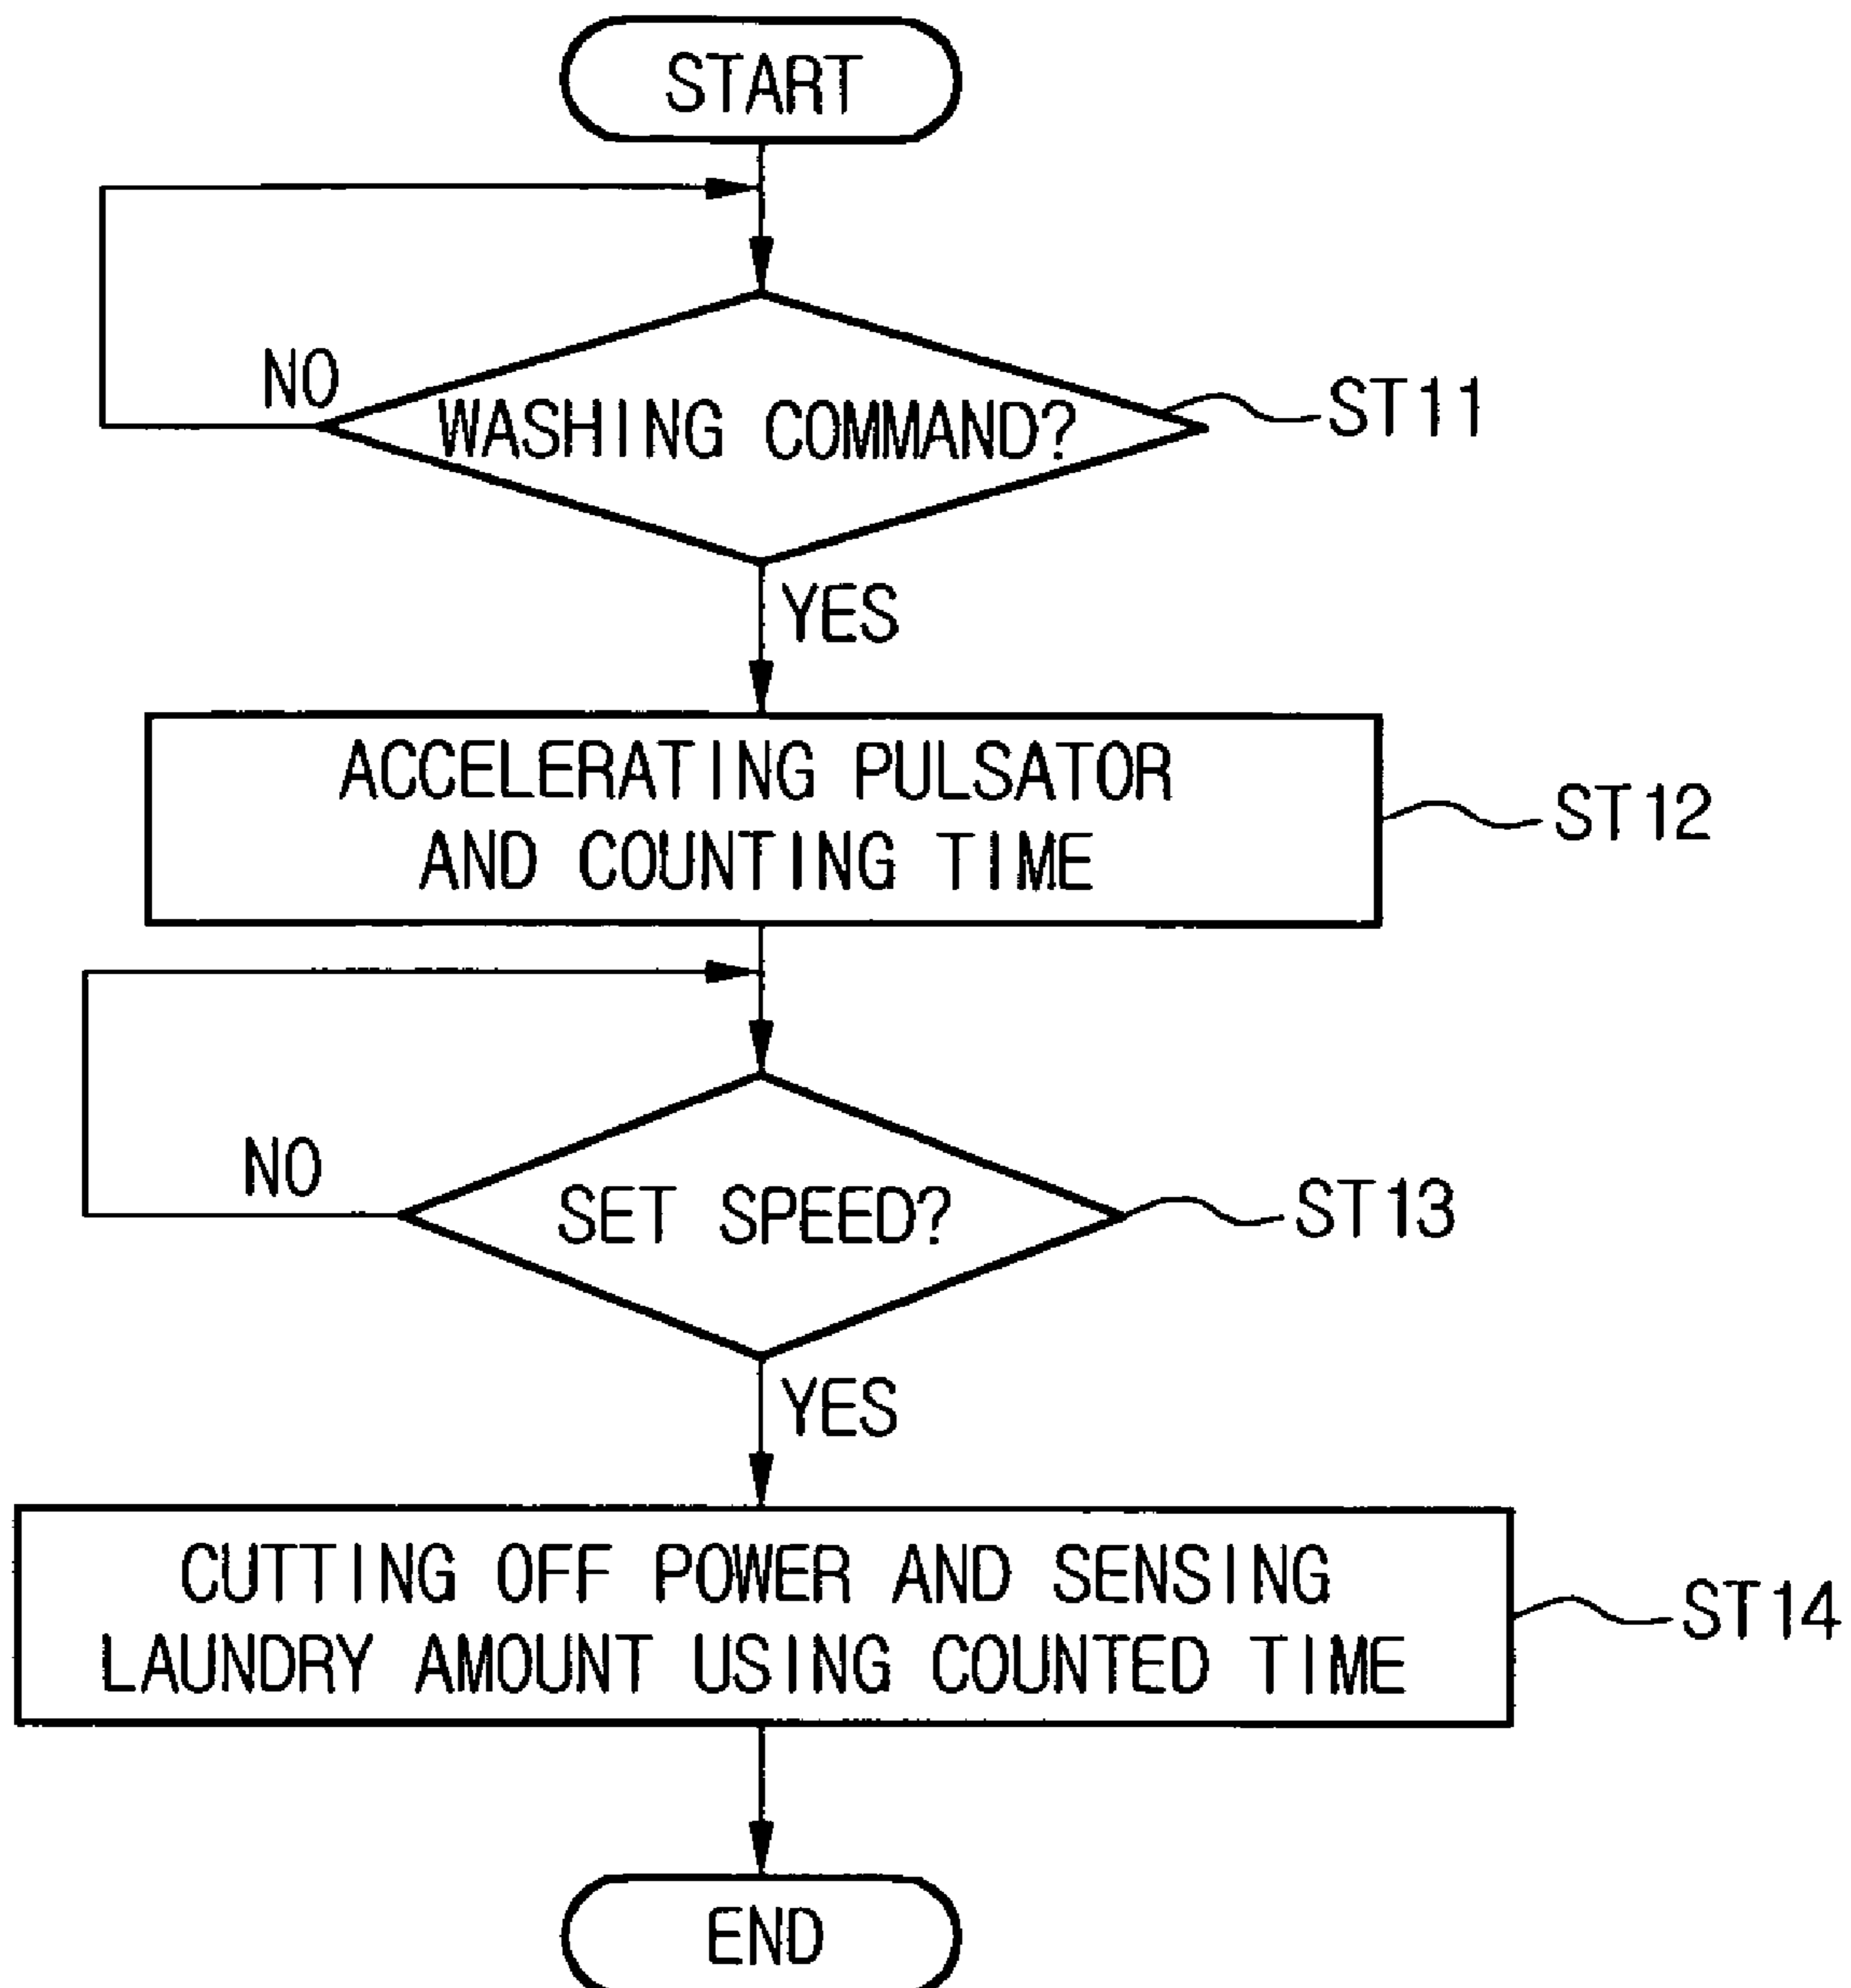 START
NO
WASHING COMMAND?
ST11
YES
ACCELERATING PULSATOR
AND COUNTING TIME
ST12
NO
SET SPEED?
ST13
YES
CUTTING OFF POWER AND SENSING
LAUNDRY AMOUNT USING COUNTED TIME
ST14
END